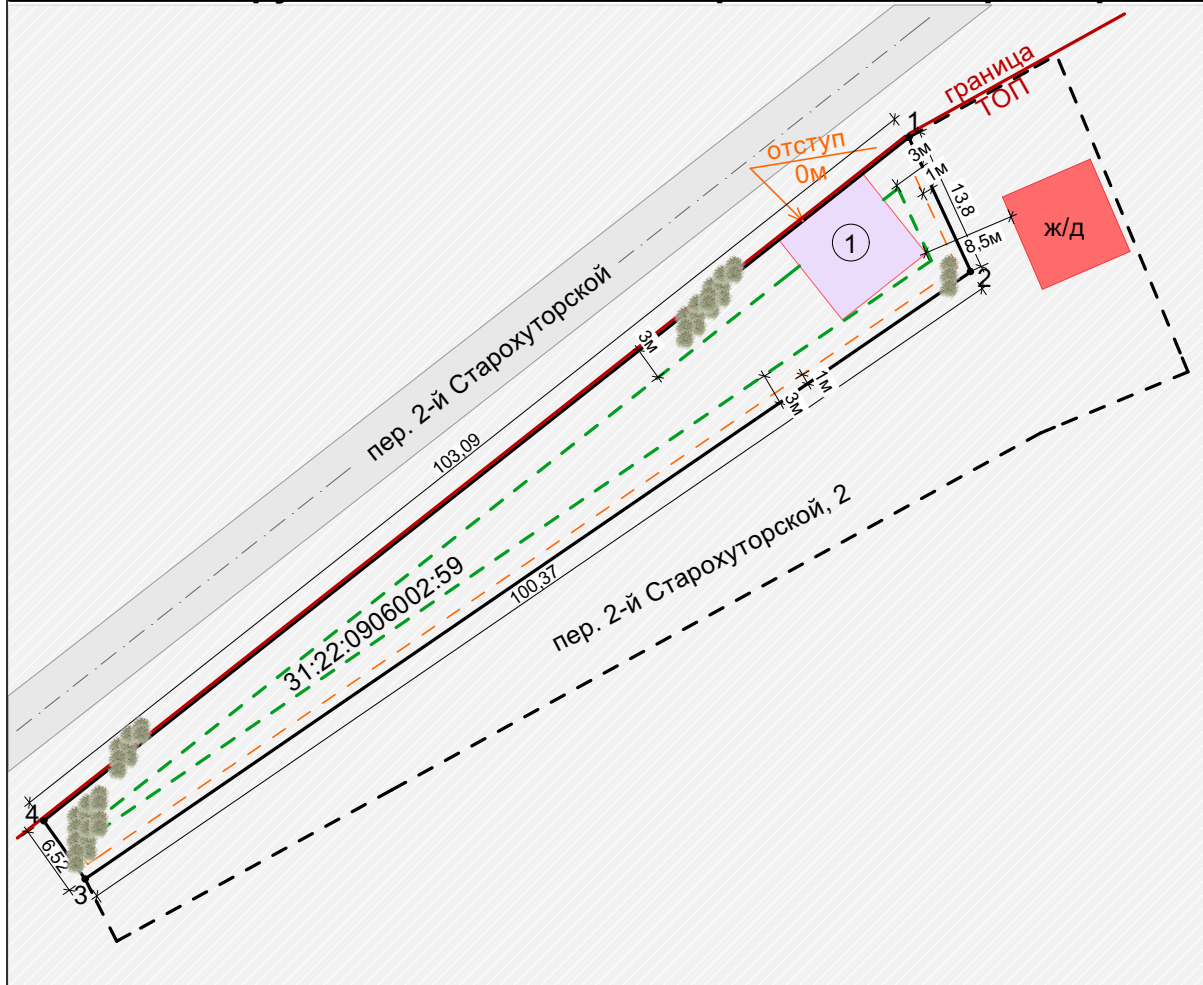 граница
ТОП
1
отступ
0м
3м
1м
13,8
8,5м
ж/д
1
2
пер. 2-й Старохуторской
3м
1м
3м
103,09
100,37
31:22:0906002:59
пер. 2-й Старохуторской, 2
4
6,52
3